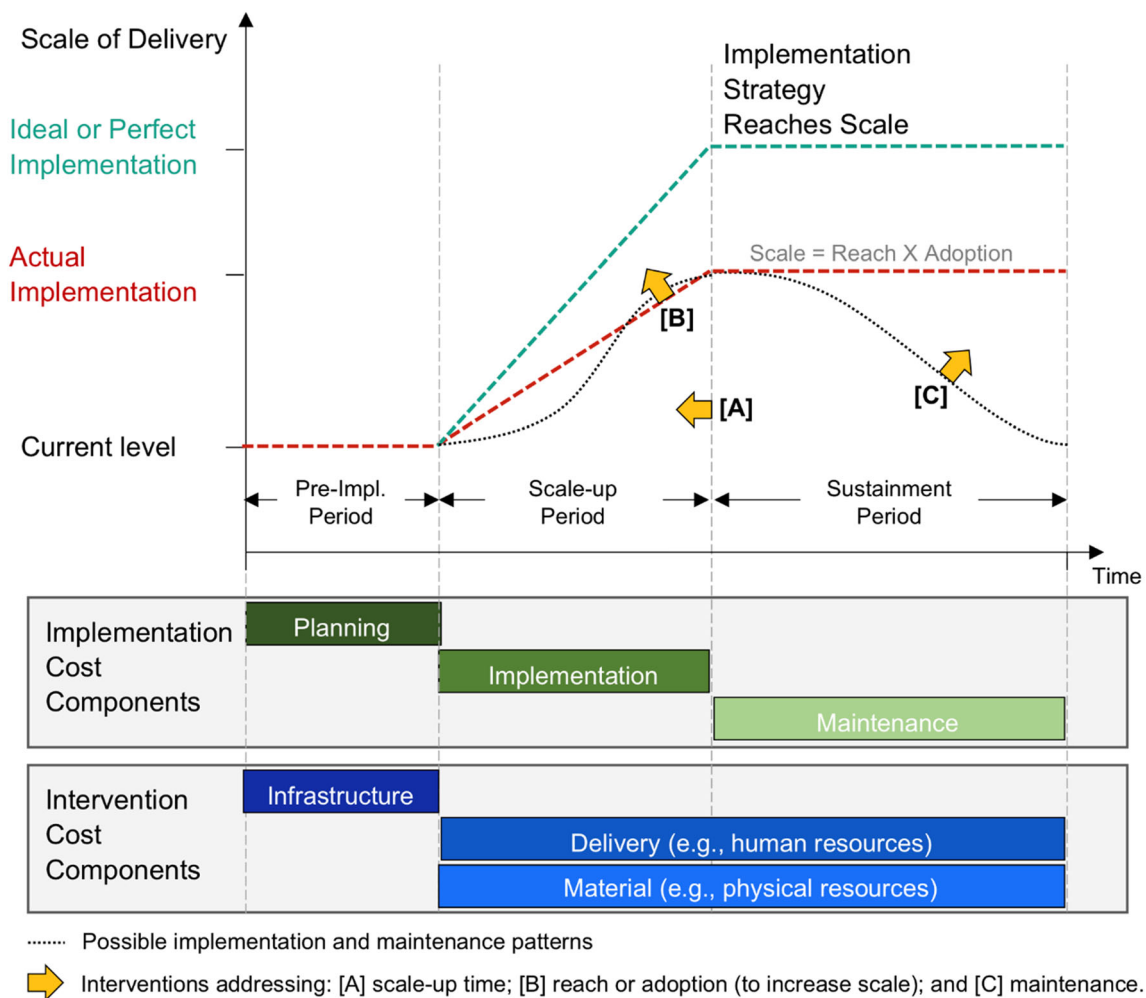 Scale of Delivery
Implementation
Strategy
Reaches Scale
Ideal or Perfect
Implementation
Actual
Implementation
Scale = Reach X Adoption
[B]
[A]
[C]
Current level
Pre-Impl.
Period
Scale-up
Period
Sustainment
Period
Time
Implementation
Cost
Components
Planning
Implementation
Maintenance
Intervention
Cost
Components
Infrastructure
Delivery (e.g., human resources)
Material (e.g., physical resources)
Possible implementation and maintenance patterns
Interventions addressing: [A] scale-up time; [B] reach or adoption (to increase scale); and [C] maintenance.